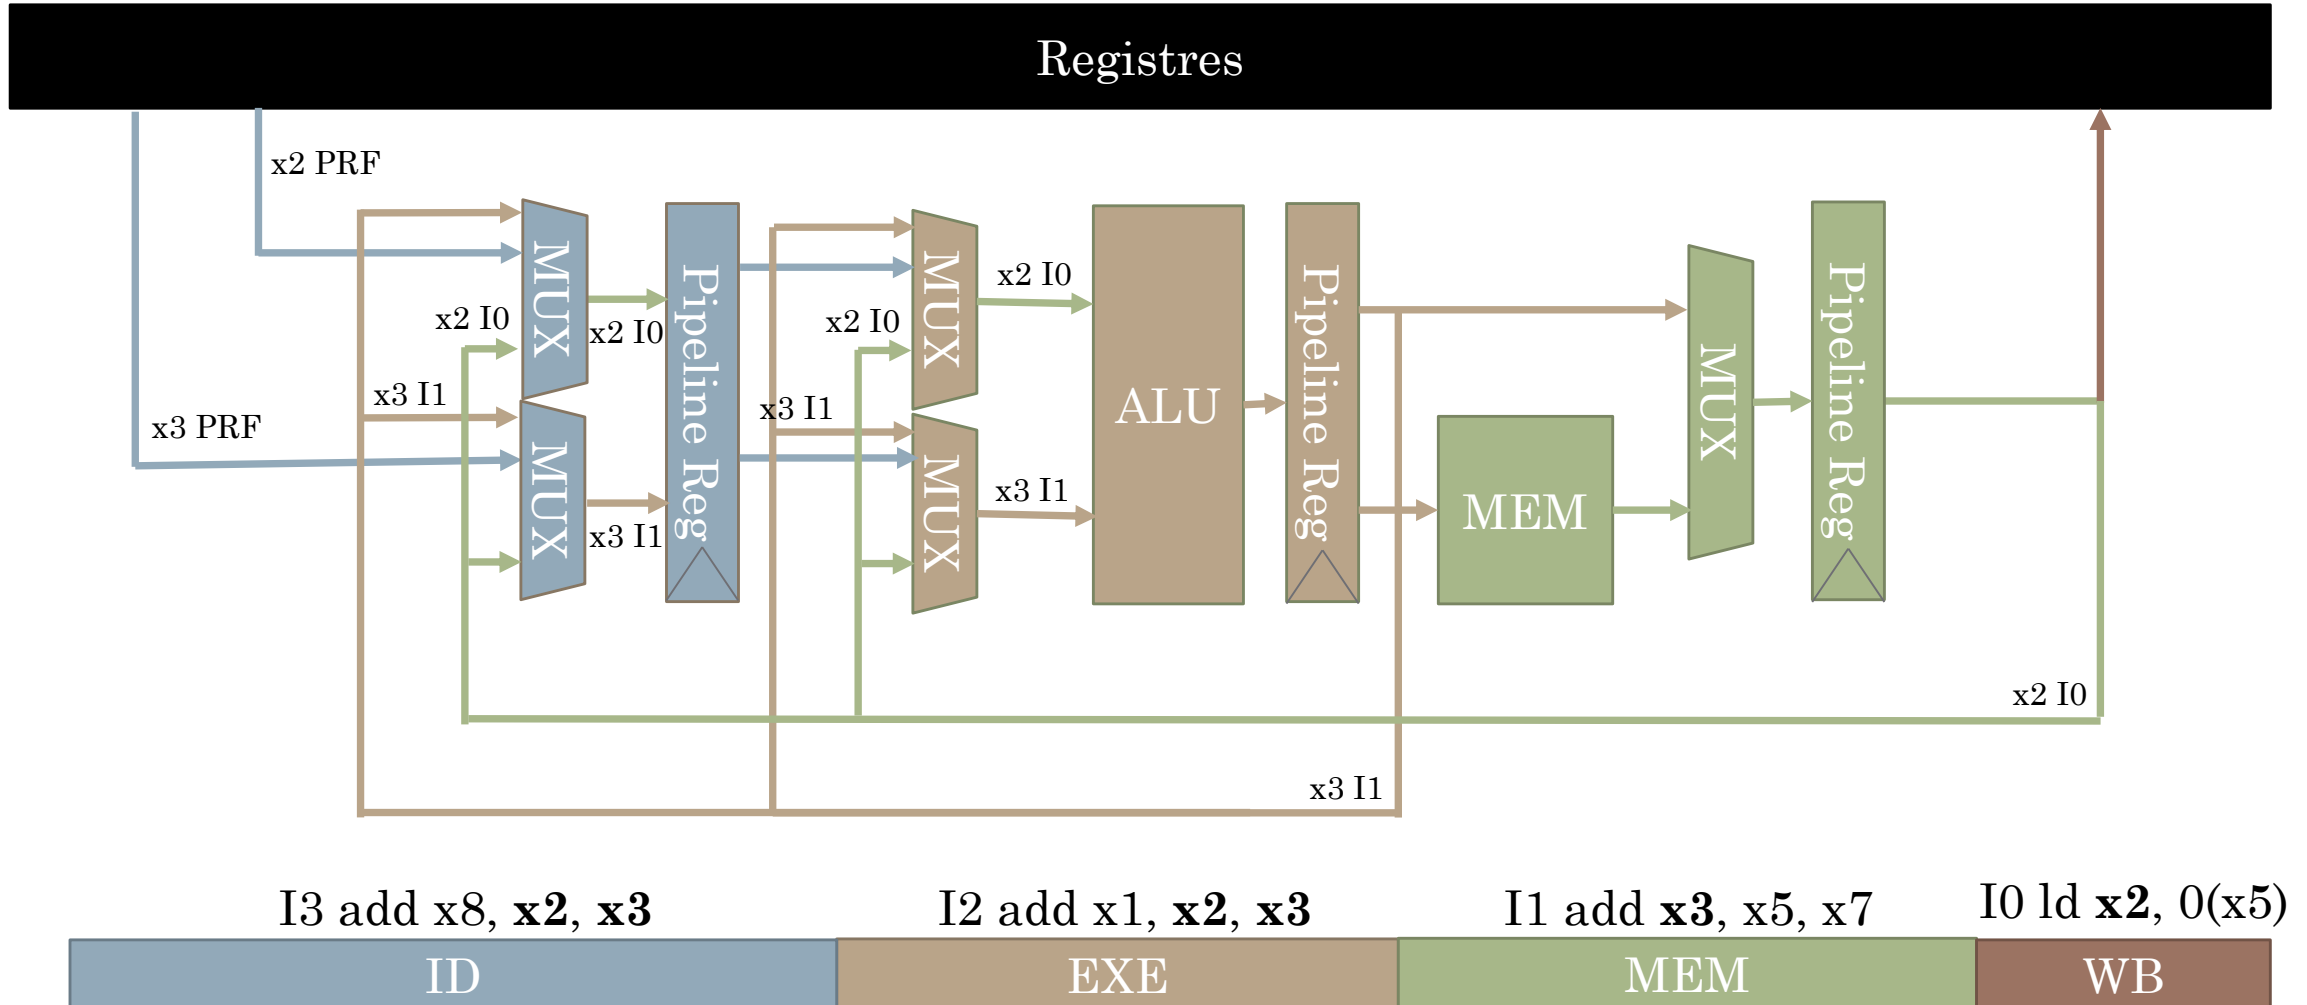 Registres
x2 PRF
x2 I0
x3 I1
x3 PRF
MUX
MUX
x2 I0
x3 I1
Pipeline Reg
x2 I0
x3 I1
MUX
MUX
x2 I0
x3 I1
ALU
Pipeline Reg
MEM
MUX
Pipeline Reg
x2 I0
x3 I1
I3 add x8, x2, x3
I2 add x1, x2, x3
I1 add x3, x5, x7
I0 ld x2, 0(x5)
ID
EXE
MEM
WB